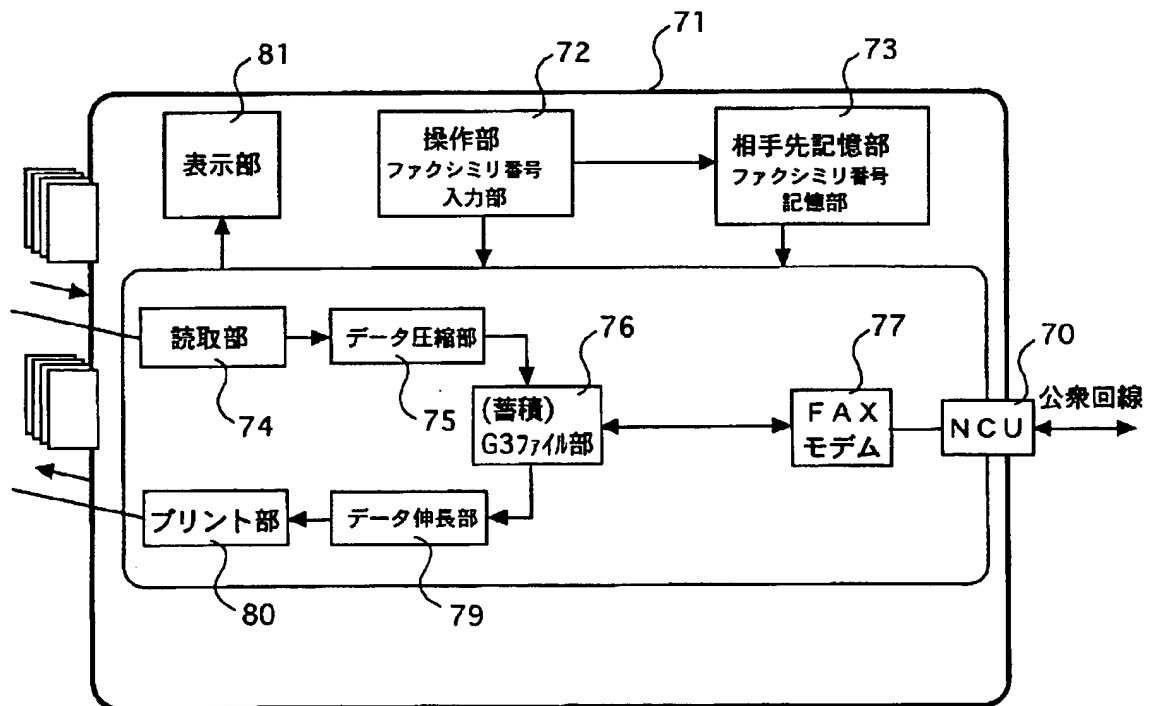 71
81
72
73
表示部
操作部
ファクシミリ番号
入力部
相手先記憶部
ファクシミリ番号
記憶部
読取部
データ圧縮部
76
77
70
74
75
(蓄積)
G3ファイル部
FAX
モデム
NCU
公衆回線
プリント部
データ伸長部
80
79